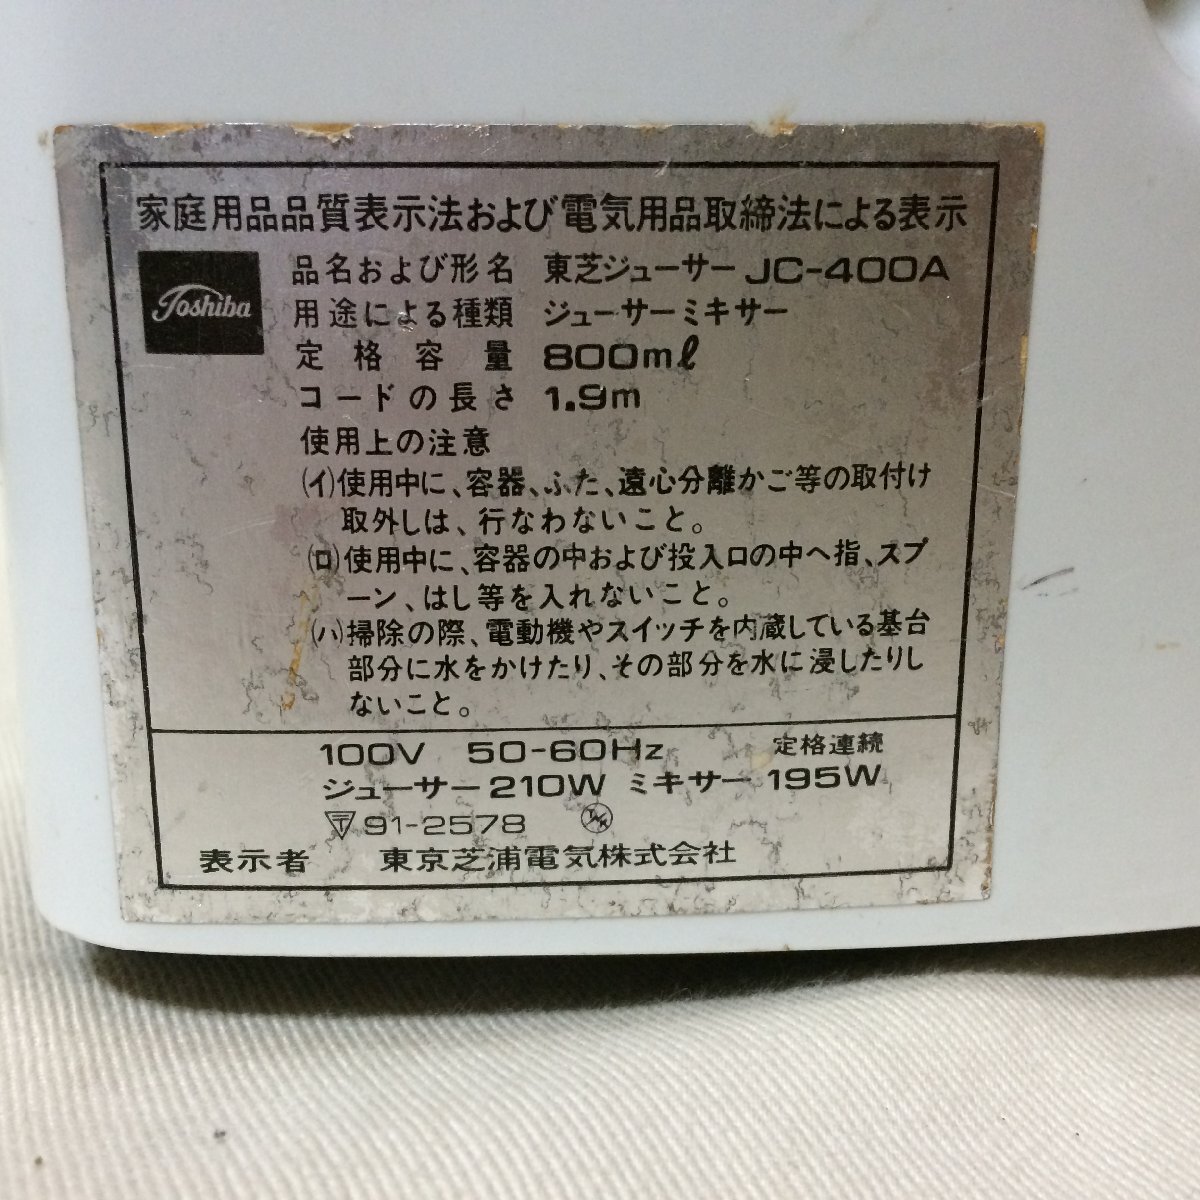 家庭用品品質表示法および電気用品取締法による表示
Toshiba
品名および形名 東芝ジューサー JC-400A
用途による種類 ジューサーミキサー
定格容量 800mℓ
コードの長さ 1.9m
使用上の注意
(イ)使用中に、容器、ふた、遠心分離かご等の取付け
取外しは、行なわないこと。
(ロ)使用中に、容器の中および投入口の中へ指、スプ
ーン、はし等を入れないこと。
(ハ)掃除の際、電動機やスイッチを内蔵している基台
部分に水をかけたり、その部分を水に浸したりし
ないこと。
100V 50-60Hz 定格連続
ジューサー 210W ミキサー 195W
〒 91-2578
表示者 東京芝浦電気株式会社